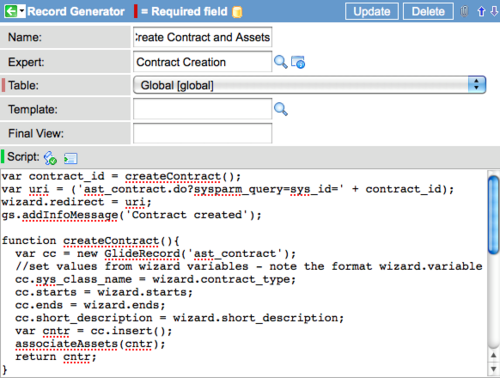 Record Generator = Required field Update Delete
Name: Create Contract and Assets
Expert: Contract Creation
Table: Global [global]
Template:
Final View:
Script:
var contract_id = createContract();
var uri = ('ast_contract.do?sysparm_query=sys_id=' + contract_id);
wizard.redirect = uri;
gs.addInfoMessage('Contract created');
function createContract(){
var cc = new GlideRecord('ast_contract');
//set values from wizard variables - note the format wizard.variable
cc.sys_class_name = wizard.contract_type;
cc.starts = wizard.starts;
cc.ends = wizard.ends;
cc.short_description = wizard.short_description;
var cntr = cc.insert();
associateAssets(cntr);
return cntr;
}